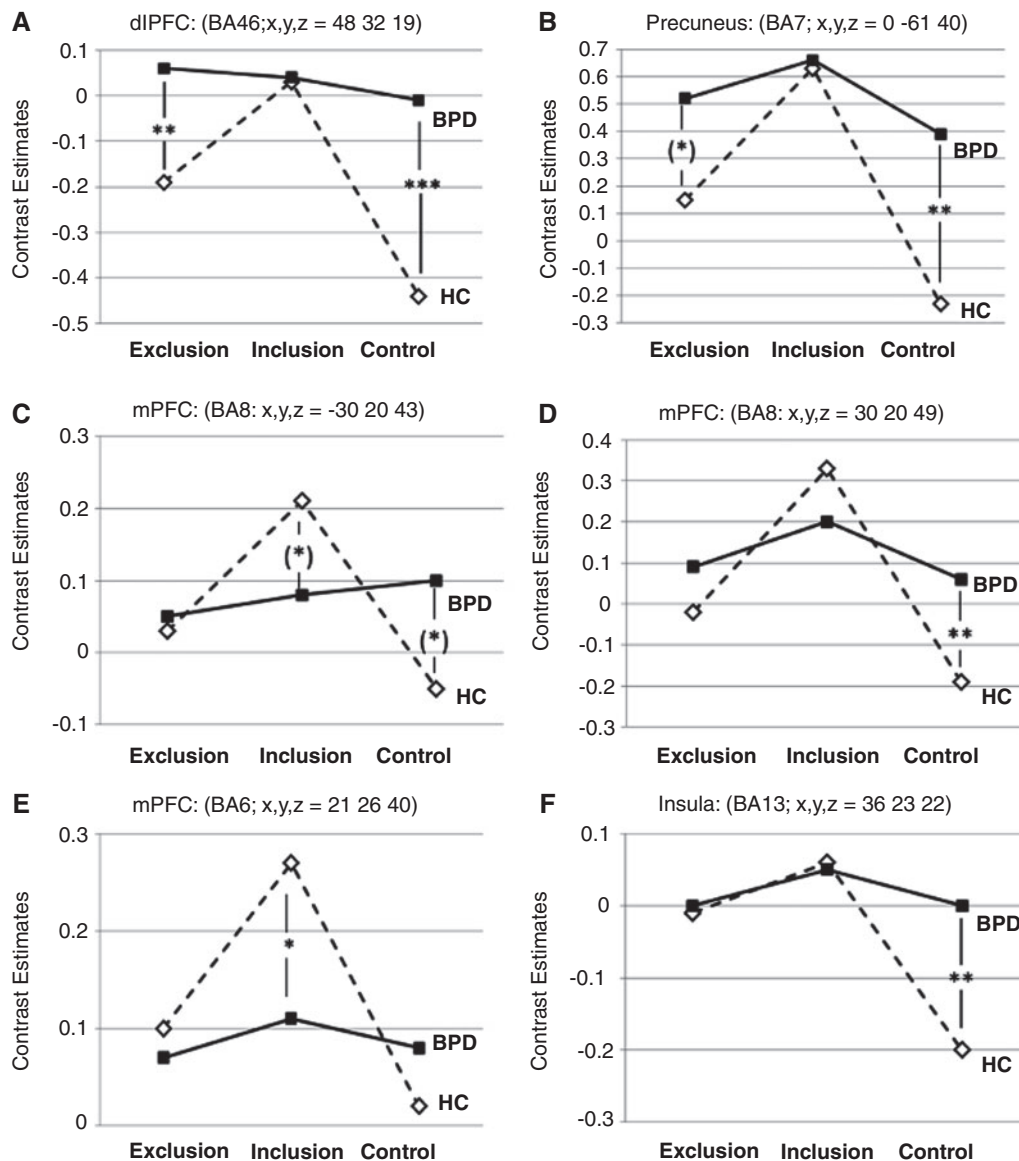 A
dlPFC: (BA46;x,y,z = 48 32 19)
Contrast Estimates
0.1
0
-0.1
-0.2
-0.3
-0.4
-0.5
**
***
BPD
HC
Exclusion Inclusion Control
B
Precuneus: (BA7; x,y,z = 0 -61 40)
Contrast Estimates
0.7
0.6
0.5
0.4
0.3
0.2
0.1
0
-0.1
-0.2
-0.3
(*)
**
BPD
HC
Exclusion Inclusion Control
C
mPFC: (BA8: x,y,z = -30 20 43)
Contrast Estimates
0.3
0.2
0.1
0
-0.1
(*)
(*)
BPD
HC
Exclusion Inclusion Control
D
mPFC: (BA8: x,y,z = 30 20 49)
Contrast Estimates
0.4
0.3
0.2
0.1
0
-0.1
-0.2
-0.3
**
BPD
HC
Exclusion Inclusion Control
E
mPFC: (BA6; x,y,z = 21 26 40)
Contrast Estimates
0.3
0.2
0.1
0
*
BPD
HC
Exclusion Inclusion Control
F
Insula: (BA13; x,y,z = 36 23 22)
Contrast Estimates
0.1
0
-0.1
-0.2
-0.3
**
BPD
HC
Exclusion Inclusion Control